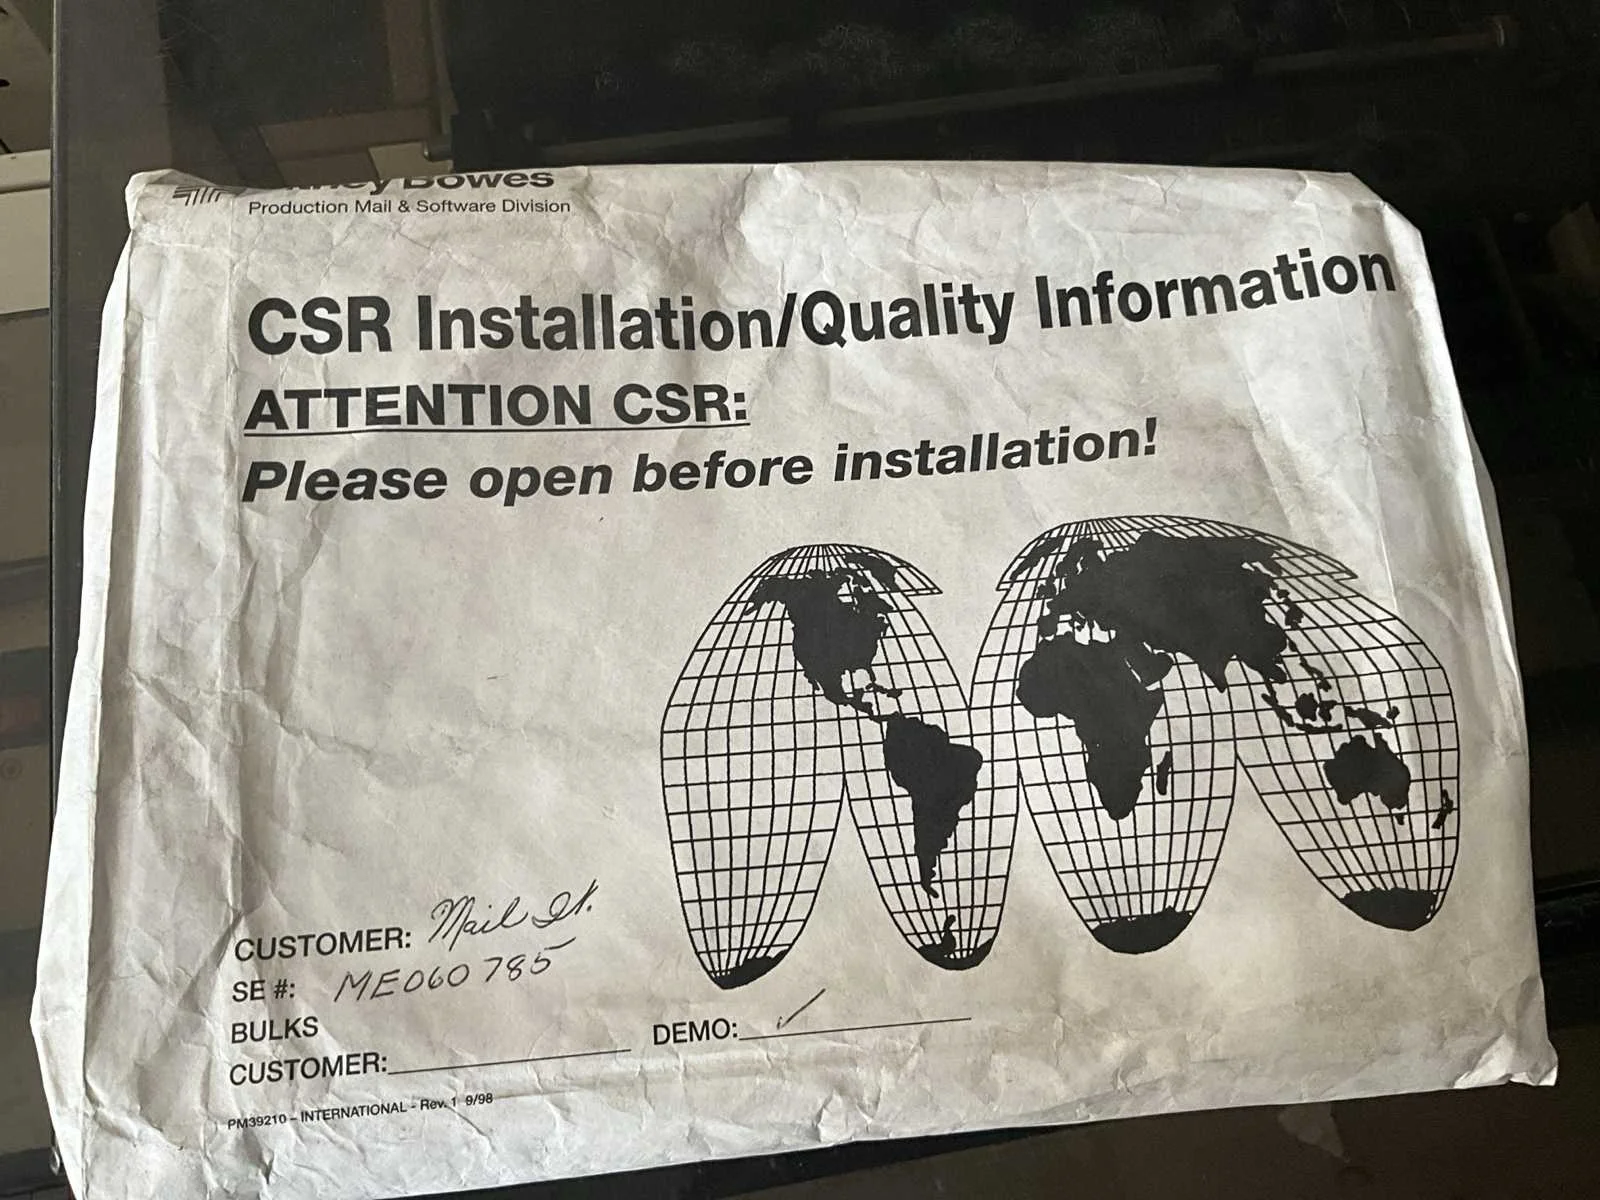 Bowes
Production Mail & Software Division
CSR Installation/Quality Information
ATTENTION CSR:
Please open before installation!
CUSTOMER: Mail It.
SE #: ME060785
BULKS
CUSTOMER:
DEMO: ✓
PM39210 – INTERNATIONAL - Rev. 1 9/98